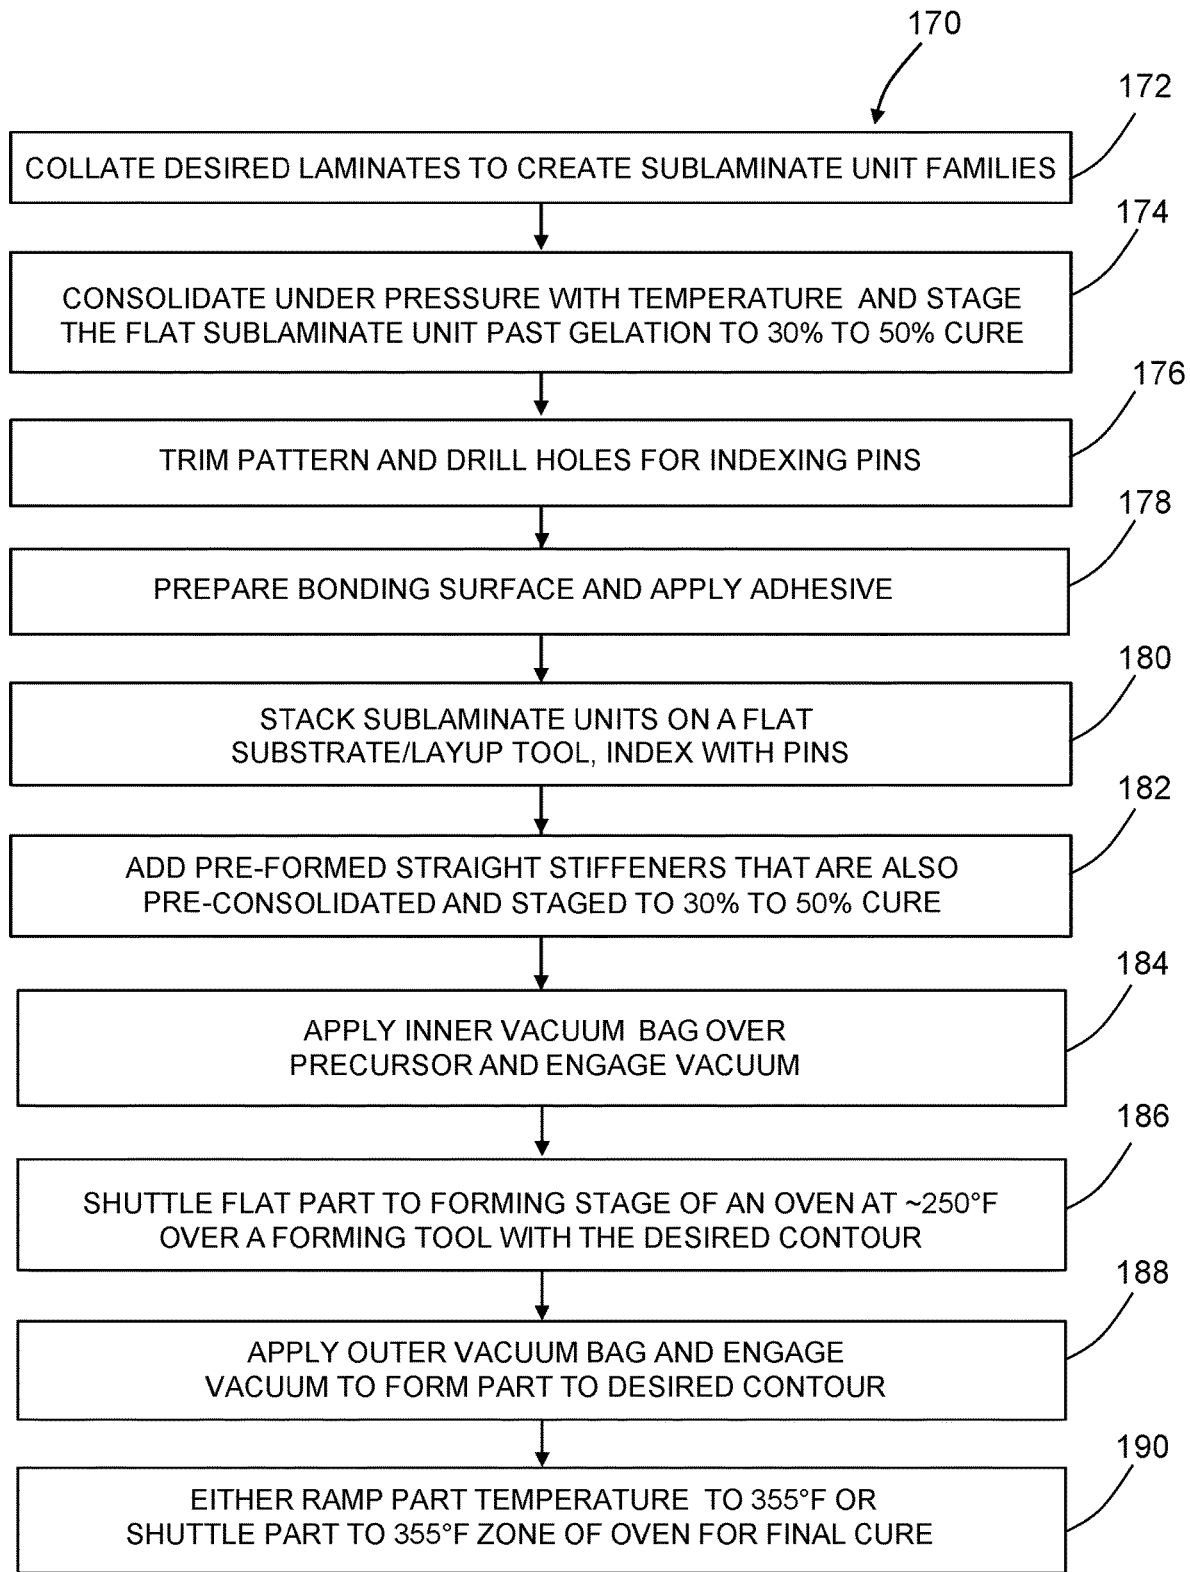 170
172
COLLATE DESIRED LAMINATES TO CREATE SUBLAMINATE UNIT FAMILIES
174
CONSOLIDATE UNDER PRESSURE WITH TEMPERATURE AND STAGE
THE FLAT SUBLAMINATE UNIT PAST GELATION TO 30% TO 50% CURE
176
TRIM PATTERN AND DRILL HOLES FOR INDEXING PINS
178
PREPARE BONDING SURFACE AND APPLY ADHESIVE
180
STACK SUBLAMINATE UNITS ON A FLAT
SUBSTRATE/LAYUP TOOL, INDEX WITH PINS
182
ADD PRE-FORMED STRAIGHT STIFFENERS THAT ARE ALSO
PRE-CONSOLIDATED AND STAGED TO 30% TO 50% CURE
184
APPLY INNER VACUUM BAG OVER
PRECURSOR AND ENGAGE VACUUM
186
SHUTTLE FLAT PART TO FORMING STAGE OF AN OVEN AT ~250°F
OVER A FORMING TOOL WITH THE DESIRED CONTOUR
188
APPLY OUTER VACUUM BAG AND ENGAGE
VACUUM TO FORM PART TO DESIRED CONTOUR
190
EITHER RAMP PART TEMPERATURE TO 355°F OR
SHUTTLE PART TO 355°F ZONE OF OVEN FOR FINAL CURE